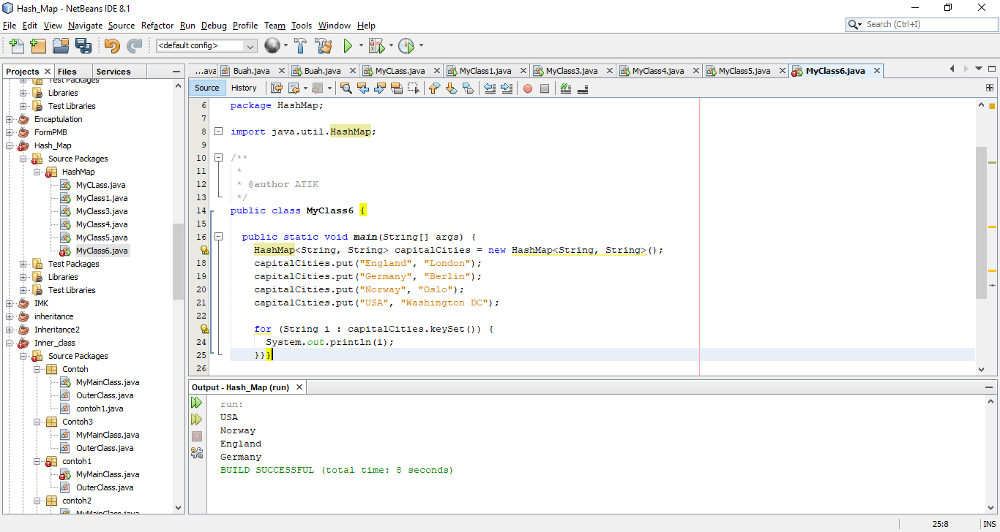 Hash_Map - NetBeans IDE 8.1
File Edit View Navigate Source Refactor Run Debug Profile Team Tools Window Help
Search (Ctrl+I)
<default config>
Projects Files Services
Test Packages
Libraries
Test Libraries
Encaptulation
FormPMB
Hash_Map
Source Packages
HashMap
MyCLass.java
MyClass1.java
MyClass3.java
MyClass4.java
MyClass5.java
MyClass6.java
Test Packages
Libraries
Test Libraries
IMK
inheritance
Inheritance2
Inner_class
Source Packages
Contoh
MyMainClass.java
OuterClass.java
contoh1.java
Contoh3
MyMainClass.java
OuterClass.java
contoh1
MyMainClass.java
OuterClass.java
contoh2
MyMainClass.java
...ava Buah.java Buah.java MyCLass.java MyClass1.java MyClass3.java MyClass4.java MyClass5.java MyClass6.java
Source History
6 package HashMap;
7
8 import java.util.HashMap;
9
10 /**
11 *
12 * @author ATIK
13 */
14 public class MyClass6 {
15
16 public static void main(String[] args) {
HashMap<String, String> capitalCities = new HashMap<String, String>();
18 capitalCities.put("England", "London");
19 capitalCities.put("Germany", "Berlin");
20 capitalCities.put("Norway", "Oslo");
21 capitalCities.put("USA", "Washington DC");
22
for (String i : capitalCities.keySet()) {
24 System.out.println(i);
25 }}}
26
Output - Hash_Map (run)
run:
USA
Norway
England
Germany
BUILD SUCCESSFUL (total time: 8 seconds)
25:8 INS